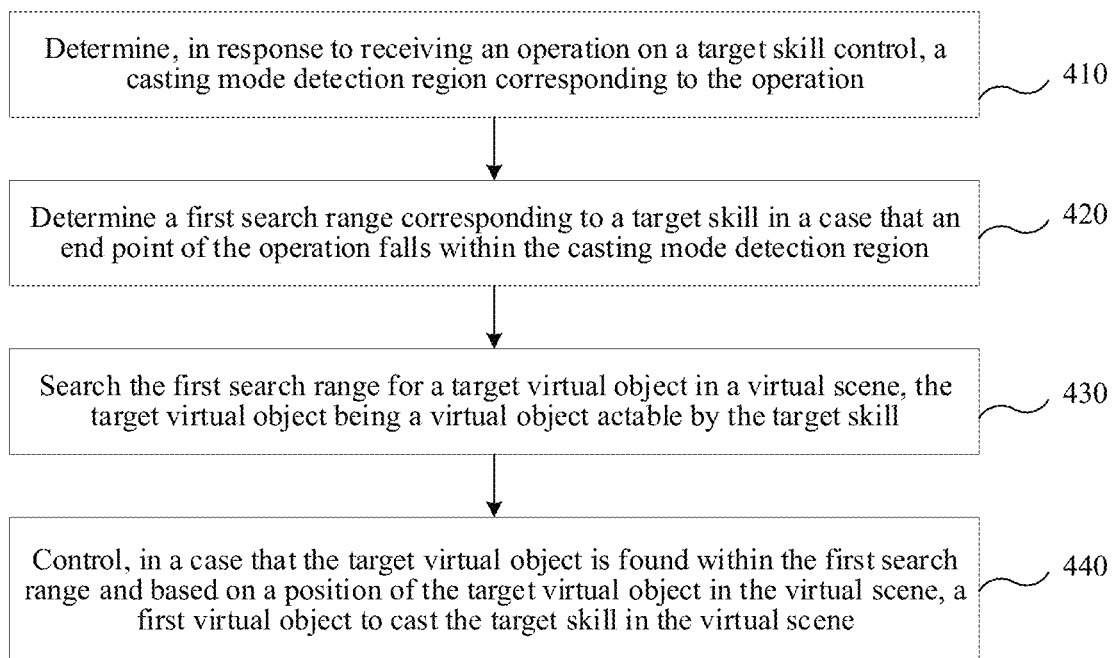 Determine, in response to receiving an operation on a target skill control, a
casting mode detection region corresponding to the operation
410
Determine a first search range corresponding to a target skill in a case that an
end point of the operation falls within the casting mode detection region
420
Search the first search range for a target virtual object in a virtual scene, the
target virtual object being a virtual object actable by the target skill
430
Control, in a case that the target virtual object is found within the first search
range and based on a position of the target virtual object in the virtual scene, a
first virtual object to cast the target skill in the virtual scene
440